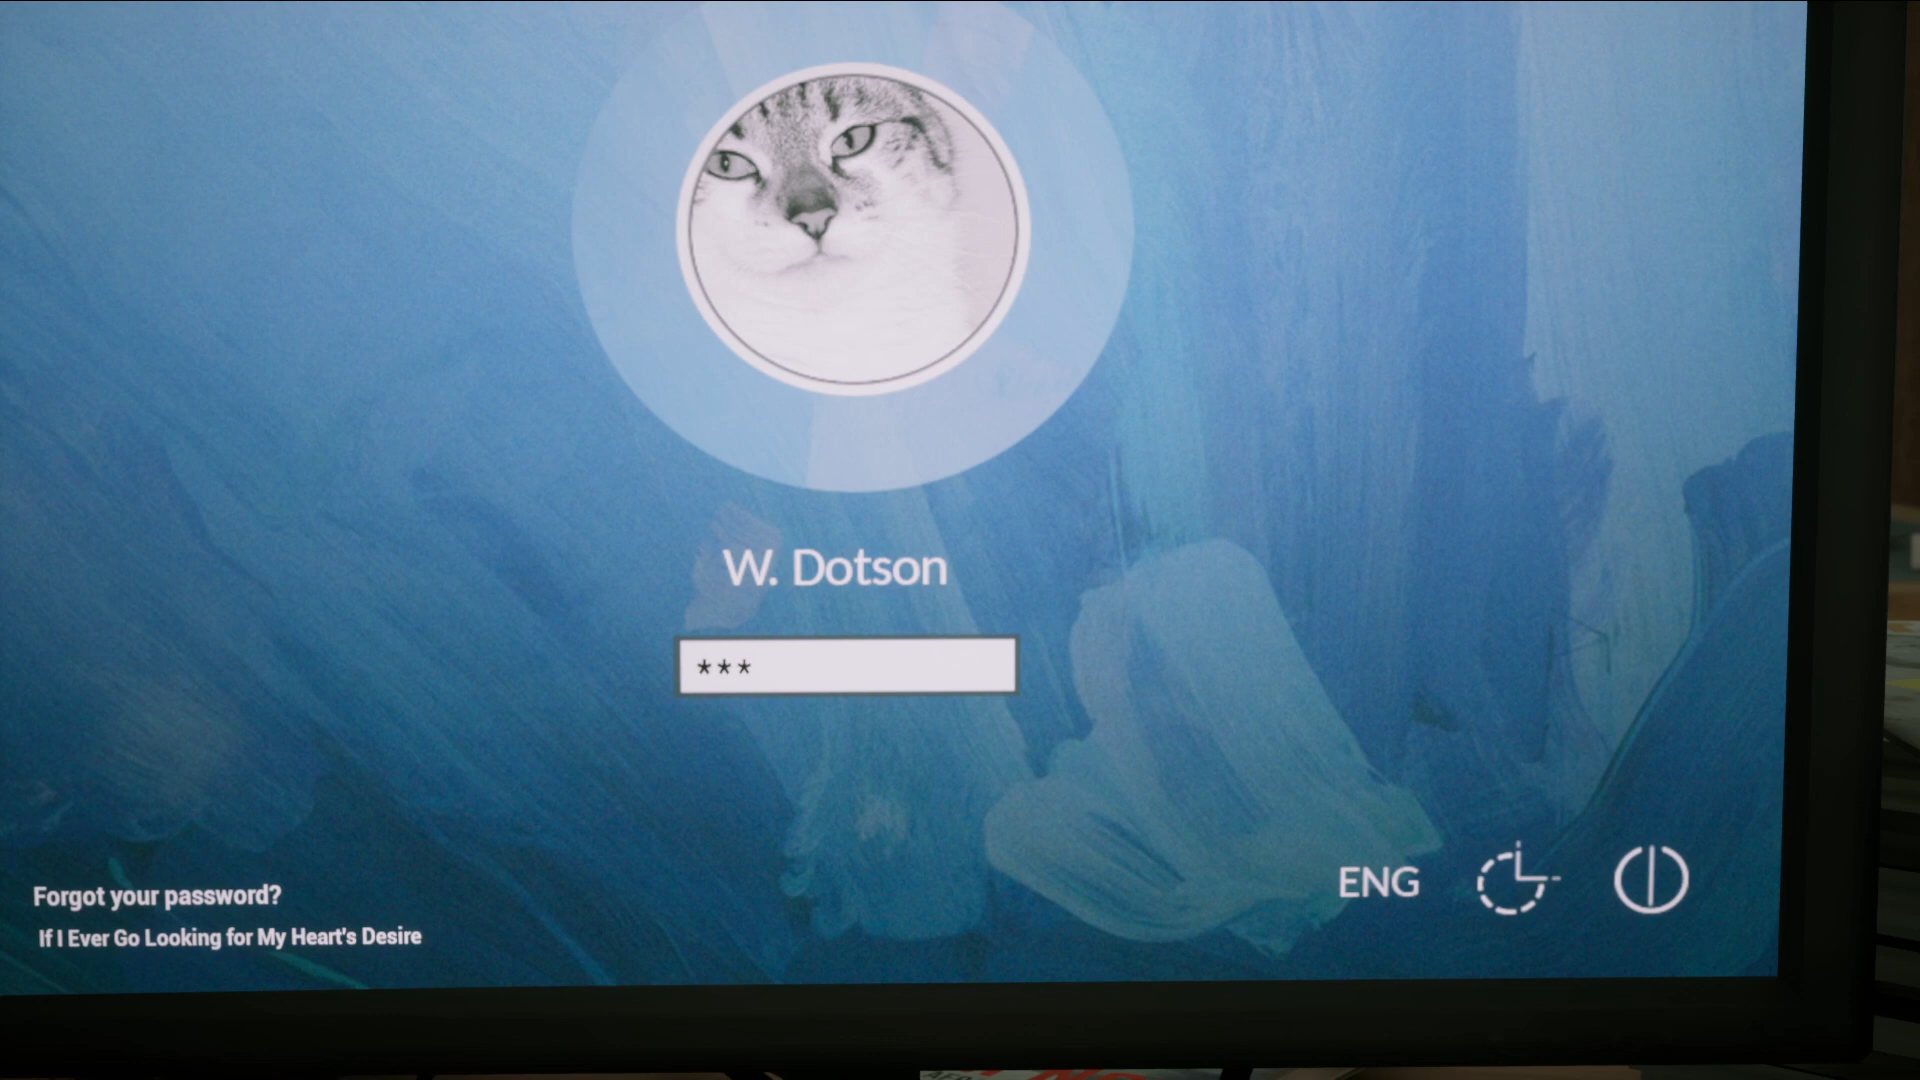 W. Dotson
***
ENG
Forgot your password?
If I Ever Go Looking for My Heart's Desire